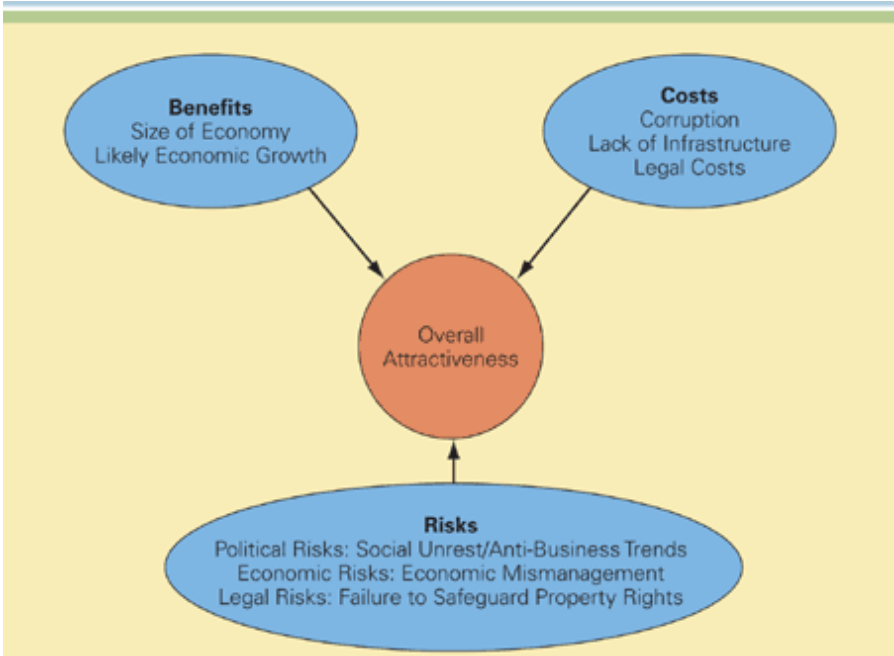 Benefits
Size of Economy
Likely Economic Growth
Costs
Corruption
Lack of Infrastructure
Legal Costs
Overall
Attractiveness
Risks
Political Risks: Social Unrest/Anti-Business Trends
Economic Risks: Economic Mismanagement
Legal Risks: Failure to Safeguard Property Rights